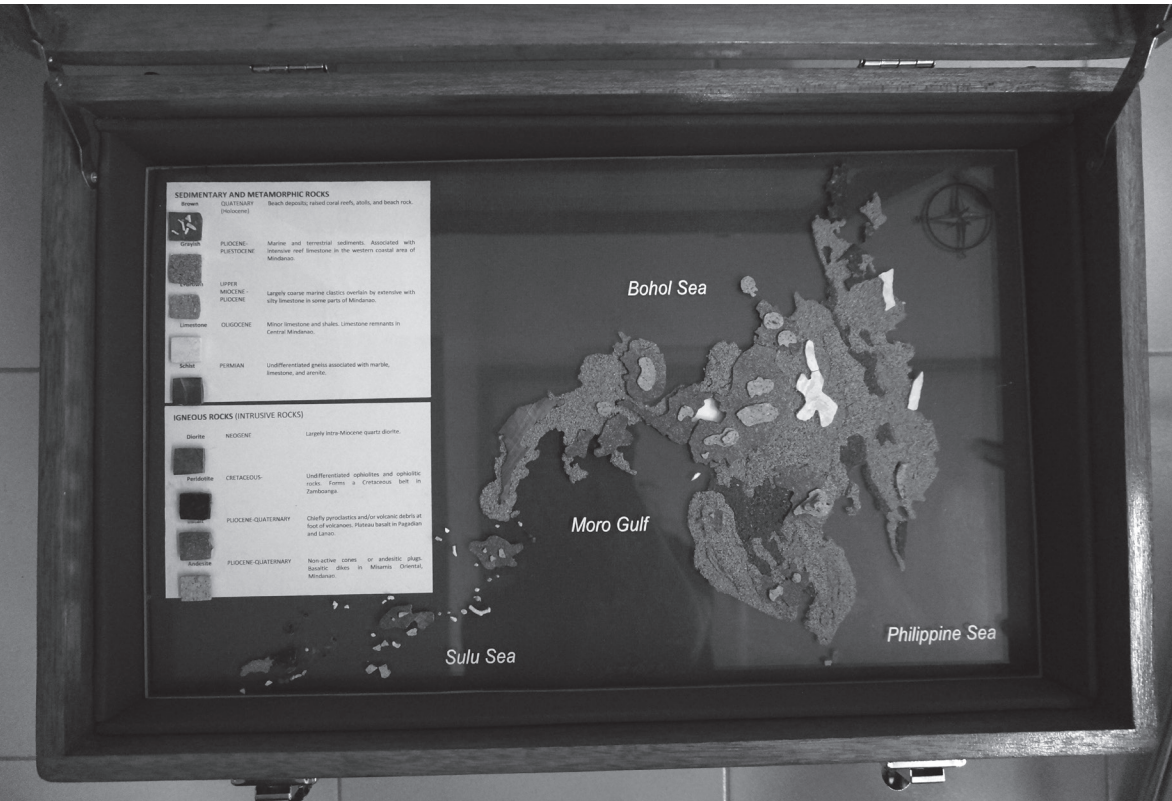 SEDIMENTARY AND METAMORPHIC ROCKS
Brown QUATENARY Beach deposits, raised coral reefs, atolls, and beach rock.
(Holocene)
Grayish PLIOCENE- Marine and terrestrial sediments. Associated with
PLIESTOCENE intensive reef limestone in the western coastal area of
Mindanao.
UPPER
MIOCENE - Largely coarse marine clastics overlain by extensive with
PLIOCENE silty limestone in some parts of Mindanao.
Limestone OLIGOCENE Minor limestone and shales. Limestone remnants in
Central Mindanao.
Schist PERMIAN Undifferentiated gneiss associated with marble,
limestone, and arenite.
IGNEOUS ROCKS (INTRUSIVE ROCKS)
Diorite NEOGENE Largely intra-Miocene quartz diorite.
Peridotite CRETACEOUS- Undifferentiated ophiolites and ophiolitic
rocks. Forms a Cretaceous belt in
Zamboanga.
PLIOCENE-QUATERNARY Chiefly pyroclastics and/or volcanic debris at
foot of volcanoes. Plateau basalt in Pagadian
and Lanao.
Andesite PLIOCENE-QUATERNARY Non-active cones or andesitic plugs.
Basaltic dikes in Misamis Oriental,
Mindanao.
Bohol Sea
Moro Gulf
Sulu Sea
Philippine Sea